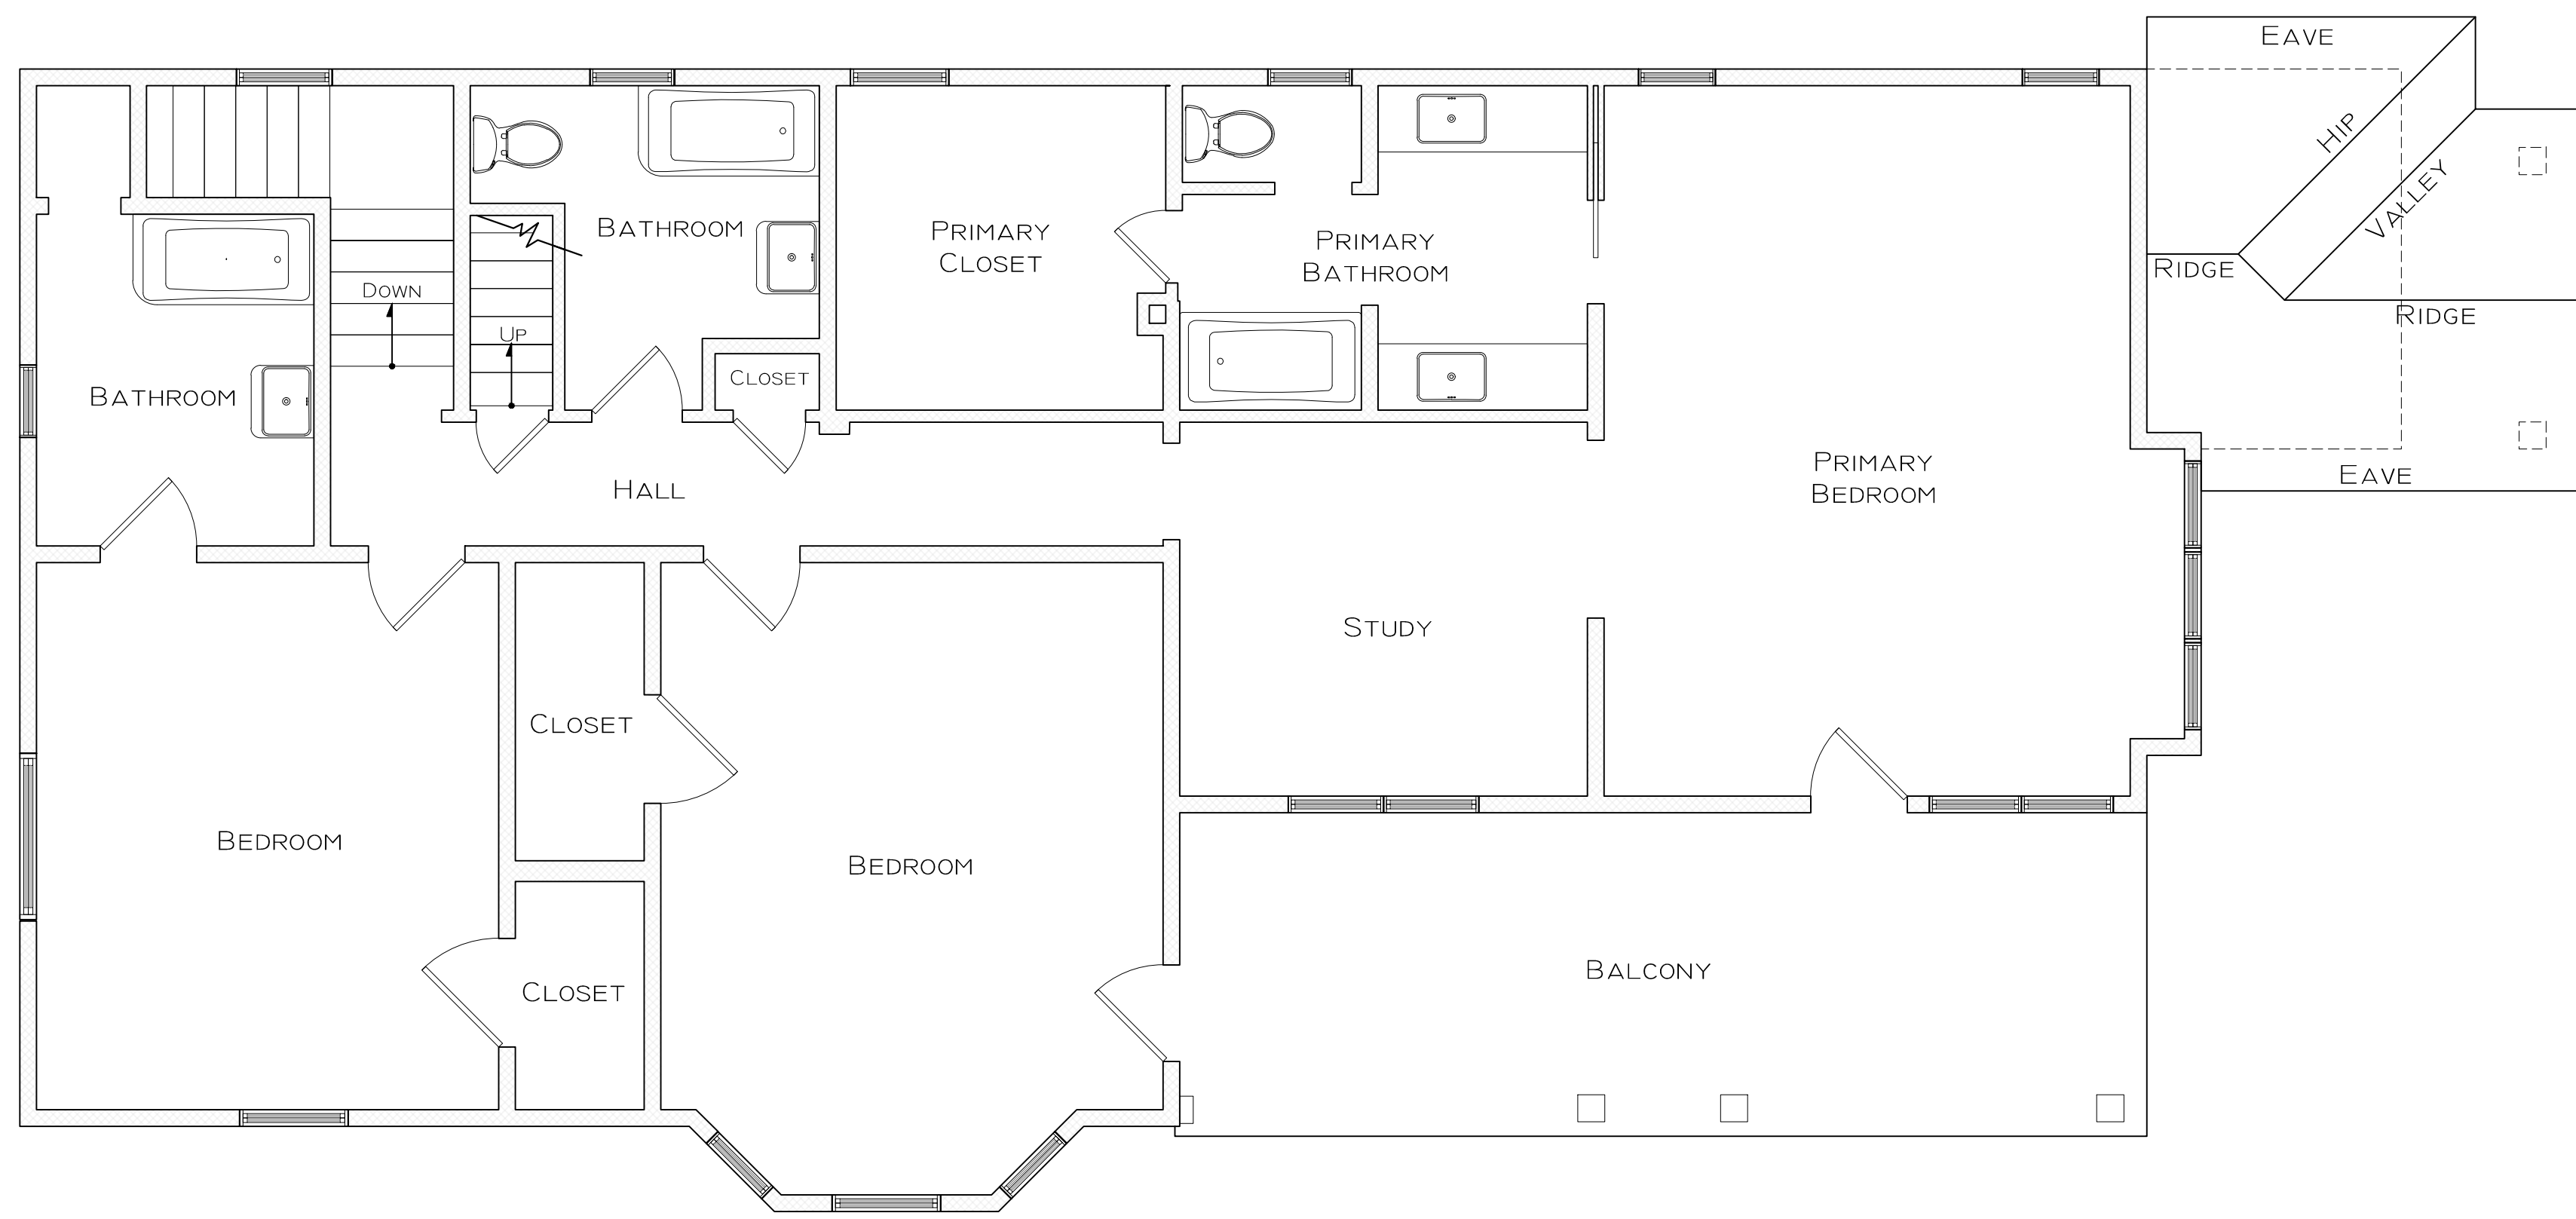 EAVE
HIP
VALLEY
RIDGE
RIDGE
EAVE
BATHROOM
PRIMARY
CLOSET
PRIMARY
BATHROOM
DOWN
UP
CLOSET
BATHROOM
HALL
PRIMARY
BEDROOM
STUDY
CLOSET
BEDROOM
BEDROOM
CLOSET
BALCONY